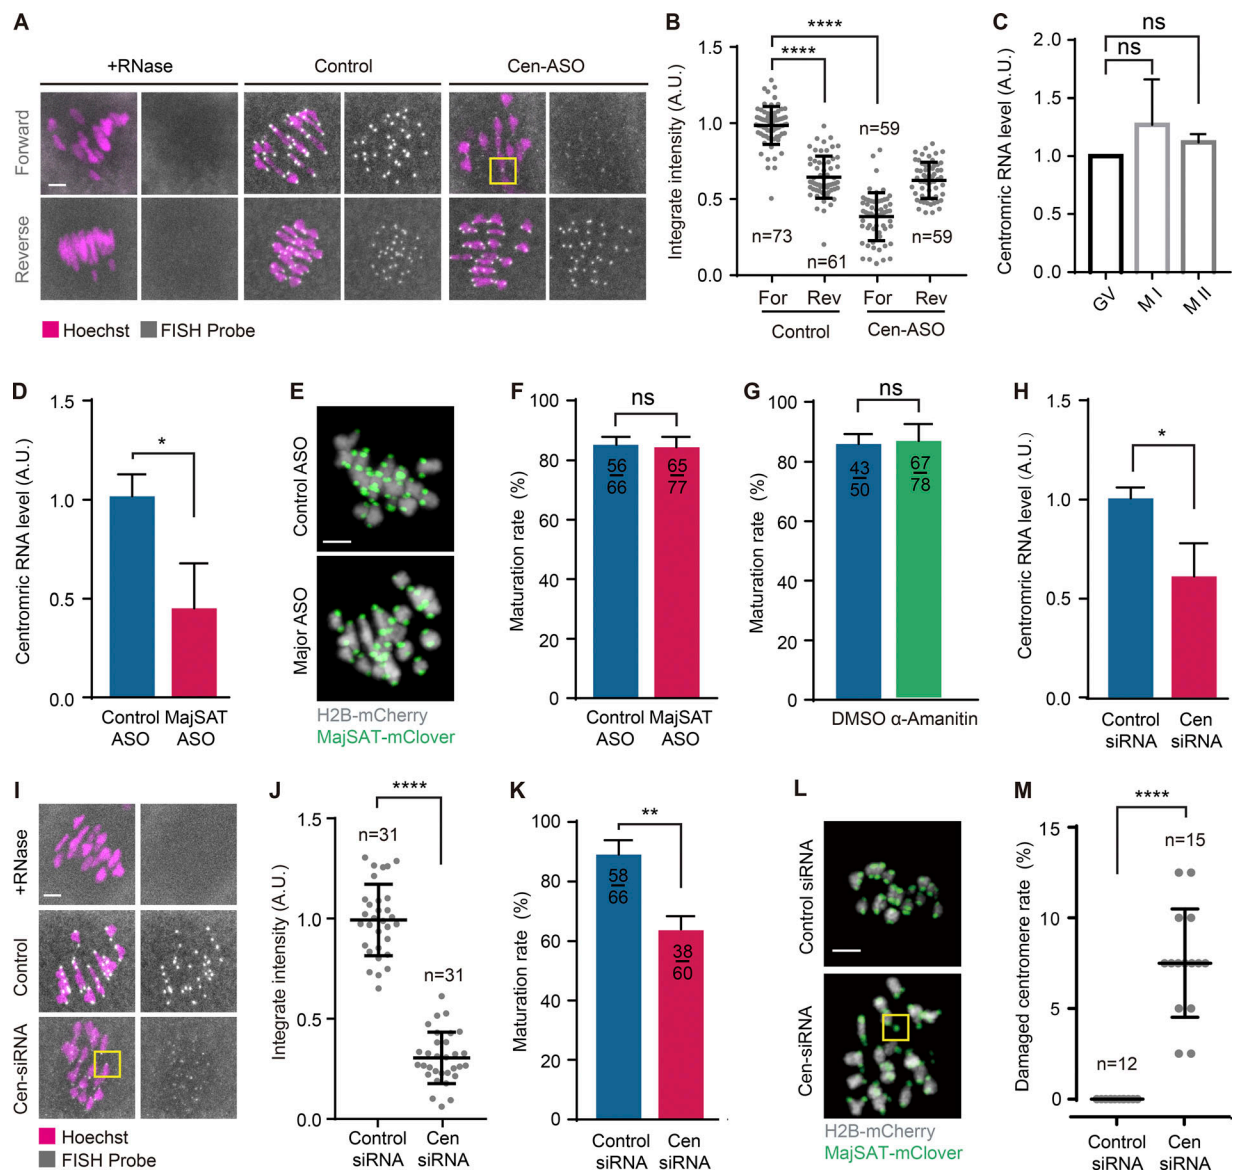 A
+RNase
Control
Cen-ASO
Forward
Reverse
Hoechst
FISH Probe
B
Integrate intensity (A.U.)
1.5
1.0
0.5
0.0
****
****
n=73
n=61
n=59
n=59
For
Rev
For
Rev
Control
Cen-ASO
C
Centromric RNA level (A.U.)
2.0
1.5
1.0
0.5
0.0
ns
ns
GV
M I
M II
D
Centromric RNA level (A.U.)
1.5
1.0
0.5
0.0
*
Control MajSAT
ASO ASO
E
Control ASO
Major ASO
H2B-mCherry
MajSAT-mClover
F
Maturation rate (%)
100
80
60
40
20
0
ns
56
66
65
77
Control MajSAT
ASO ASO
G
Maturation rate (%)
100
80
60
100
80
0
ns
43
50
67
78
DMSO α-Amanitin
H
Centromric RNA level (A.U.)
1.5
1.0
0.5
0.0
*
Control Cen
siRNA siRNA
I
+RNase
Control
Cen-siRNA
Hoechst
FISH Probe
J
Integrate intensity (A.U.)
1.5
1.0
0.5
0.0
****
n=31
n=31
Control Cen
siRNA siRNA
K
Maturation rate (%)
100
80
60
40
20
0
**
58
66
38
60
Control Cen
siRNA siRNA
L
Control siRNA
Cen-siRNA
H2B-mCherry
MajSAT-mClover
M
Damaged centromere rate (%)
15
10
5
0
****
n=12
n=15
Control Cen
siRNA siRNA